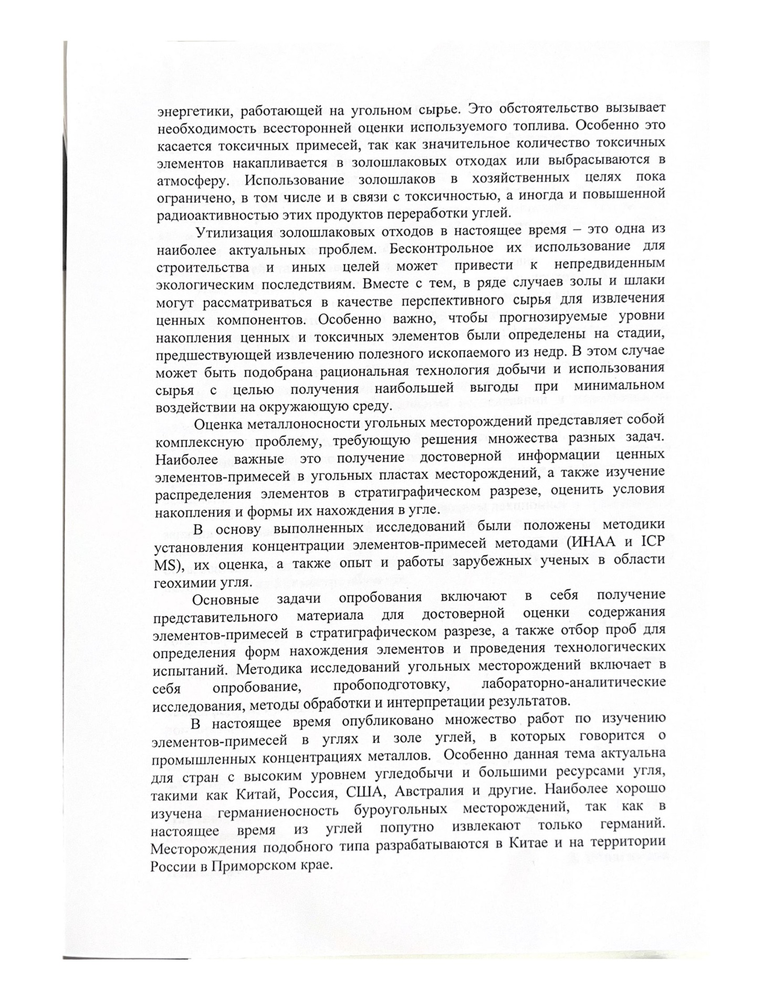 энергетики, работающей на угольном сырье. Это обстоятельство вызывает
необходимость всесторонней оценки используемого топлива. Особенно это
касается токсичных примесей, так как значительное количество токсичных
элементов накапливается в золошлаковых отходах или выбрасываются в
атмосферу. Использование золошлаков в хозяйственных целях пока
ограничено, в том числе и в связи с токсичностью, а иногда и повышенной
радиоактивностью этих продуктов переработки углей.
Утилизация золошлаковых отходов в настоящее время – это одна из
наиболее актуальных проблем. Бесконтрольное их использование для
строительства и иных целей может привести к непредвиденным
экологическим последствиям. Вместе с тем, в ряде случаев золы и шлаки
могут рассматриваться в качестве перспективного сырья для извлечения
ценных компонентов. Особенно важно, чтобы прогнозируемые уровни
накопления ценных и токсичных элементов были определены на стадии,
предшествующей извлечению полезного ископаемого из недр. В этом случае
может быть подобрана рациональная технология добычи и использования
сырья с целью получения наибольшей выгоды при минимальном
воздействии на окружающую среду.
Оценка металлоносности угольных месторождений представляет собой
комплексную проблему, требующую решения множества разных задач.
Наиболее важные это получение достоверной информации ценных
элементов-примесей в угольных пластах месторождений, а также изучение
распределения элементов в стратиграфическом разрезе, оценить условия
накопления и формы их нахождения в угле.
В основу выполненных исследований были положены методики
установления концентрации элементов-примесей методами (ИНАА и ICP
MS), их оценка, а также опыт и работы зарубежных ученых в области
геохимии угля.
Основные задачи опробования включают в себя получение
представительного материала для достоверной оценки содержания
элементов-примесей в стратиграфическом разрезе, а также отбор проб для
определения форм нахождения элементов и проведения технологических
испытаний. Методика исследований угольных месторождений включает в
себя опробование, пробоподготовку, лабораторно-аналитические
исследования, методы обработки и интерпретации результатов.
В настоящее время опубликовано множество работ по изучению
элементов-примесей в углях и золе углей, в которых говорится о
промышленных концентрациях металлов. Особенно данная тема актуальна
для стран с высоким уровнем угледобычи и большими ресурсами угля,
такими как Китай, Россия, США, Австралия и другие. Наиболее хорошо
изучена германиеносность буроугольных месторождений, так как в
настоящее время из углей попутно извлекают только германий.
Месторождения подобного типа разрабатываются в Китае и на территории
России в Приморском крае.